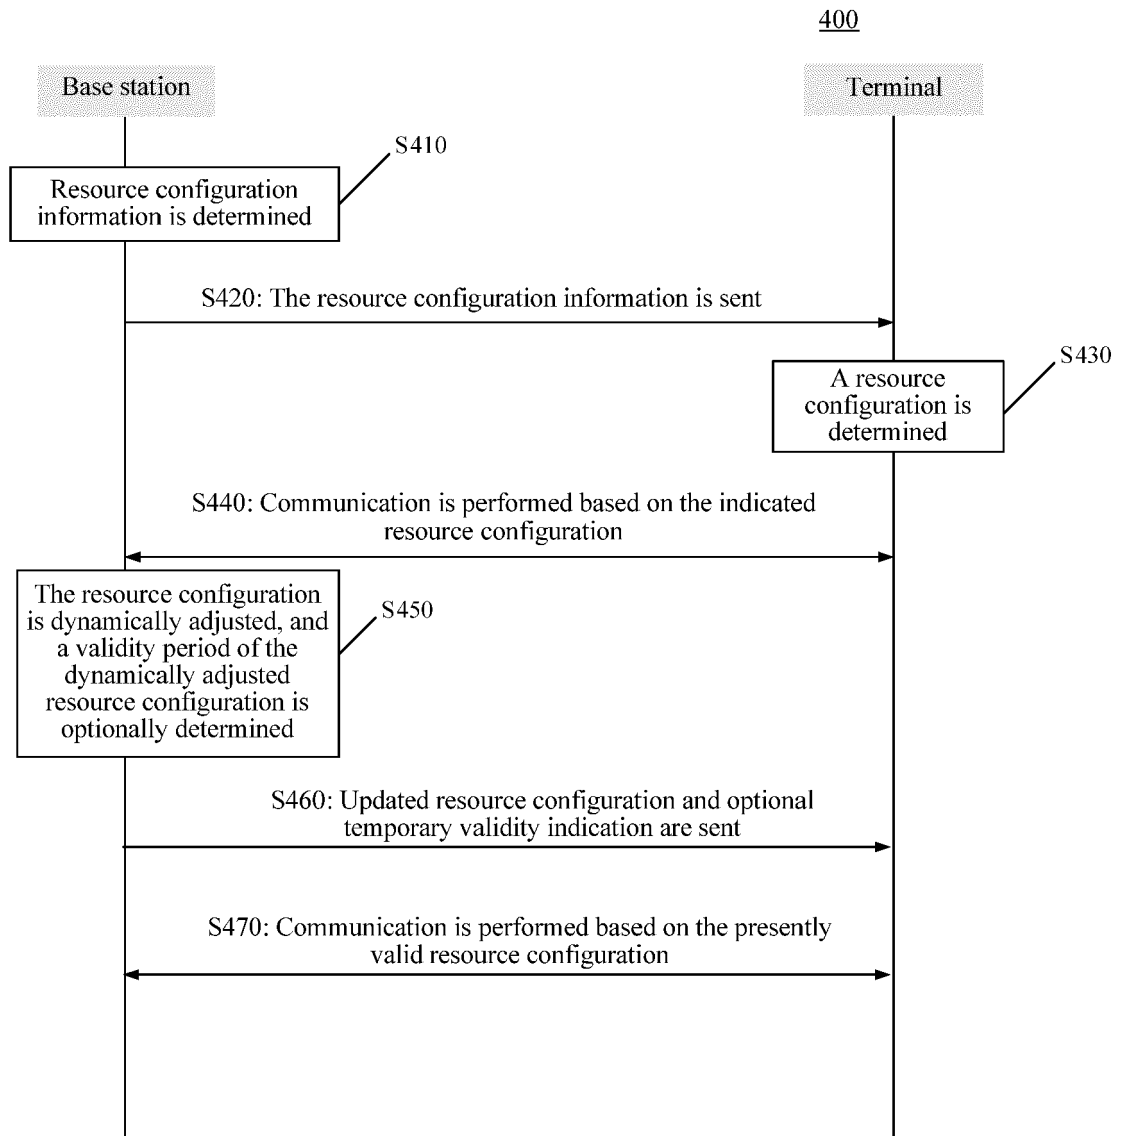 400
Base station
Terminal
S410
Resource configuration
information is determined
S420: The resource configuration information is sent
S430
A resource
configuration is
determined
S440: Communication is performed based on the indicated
resource configuration
The resource configuration
is dynamically adjusted, and
a validity period of the
dynamically adjusted
resource configuration is
optionally determined
S450
S460: Updated resource configuration and optional
temporary validity indication are sent
S470: Communication is performed based on the presently
valid resource configuration